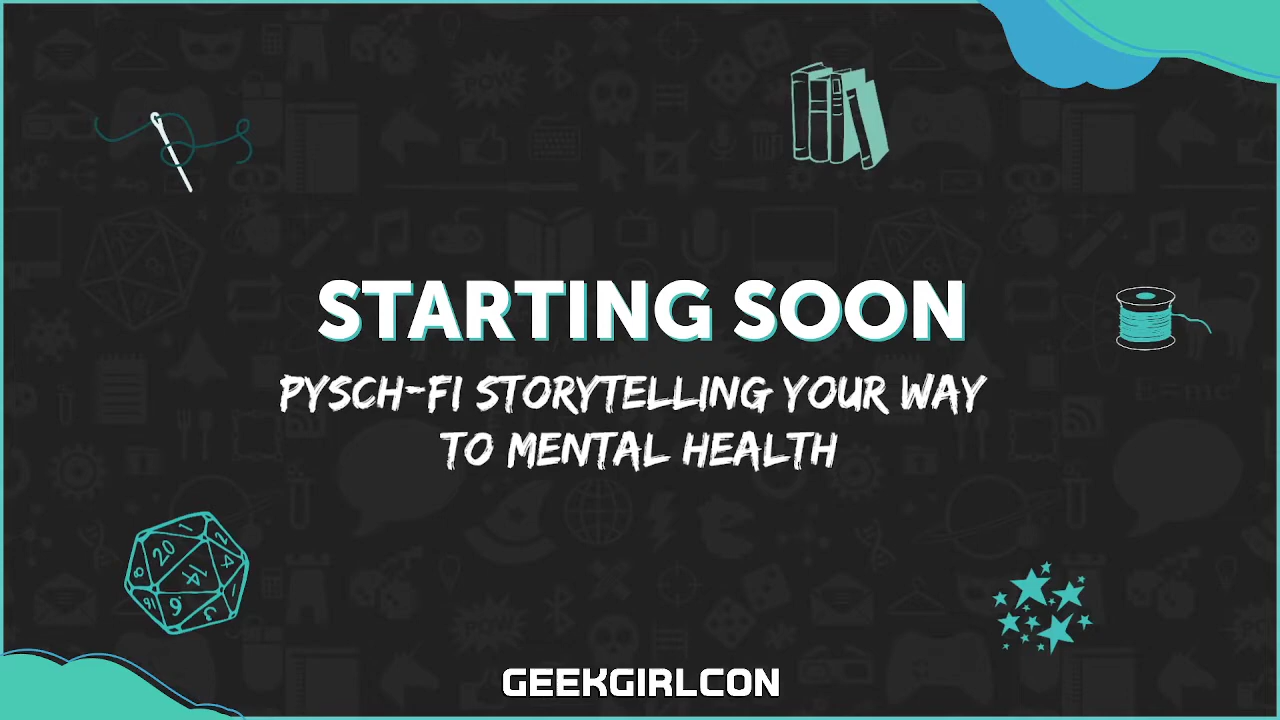 STARTING SOON
PYSCH-FI STORYTELLING YOUR WAY
TO MENTAL HEALTH
GEEKGIRLCON